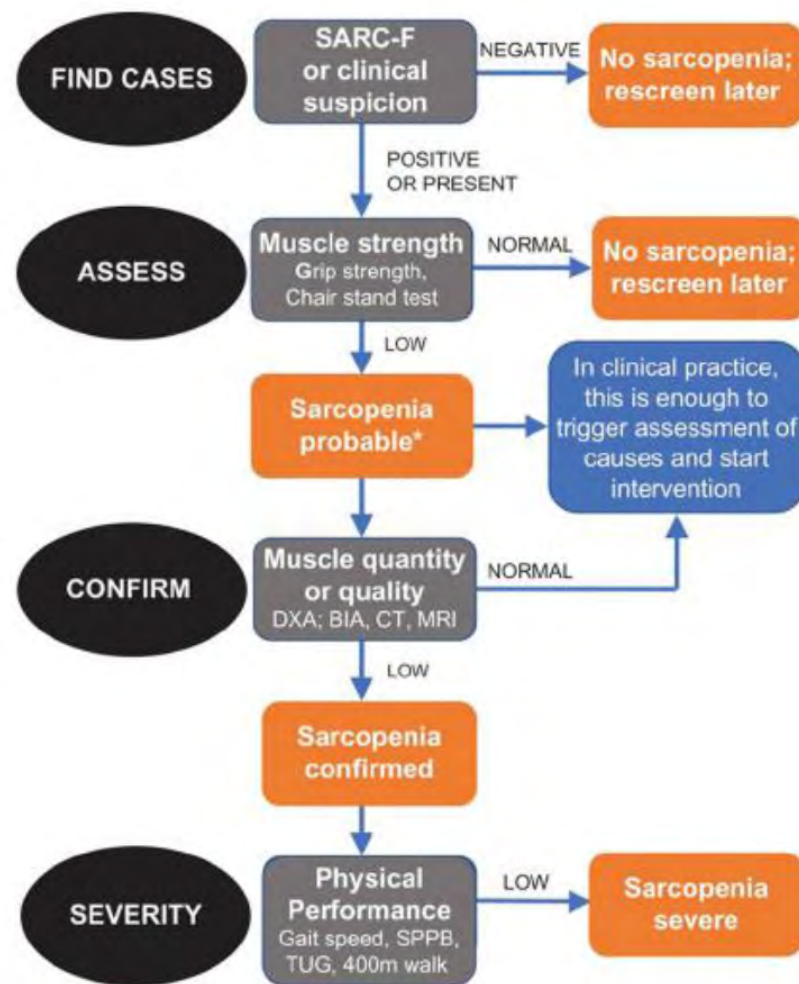 FIND CASES
SARC-F
or clinical
suspicion
NEGATIVE
No sarcopenia;
rescreen later
POSITIVE
OR PRESENT
ASSESS
Muscle strength
Grip strength,
Chair stand test
NORMAL
No sarcopenia;
rescreen later
LOW
Sarcopenia
probable*
In clinical practice,
this is enough to
trigger assessment of
causes and start
intervention
CONFIRM
Muscle quantity
or quality
DXA; BIA, CT, MRI
NORMAL
LOW
Sarcopenia
confirmed
SEVERITY
Physical
Performance
Gait speed, SPPB,
TUG, 400m walk
LOW
Sarcopenia
severe